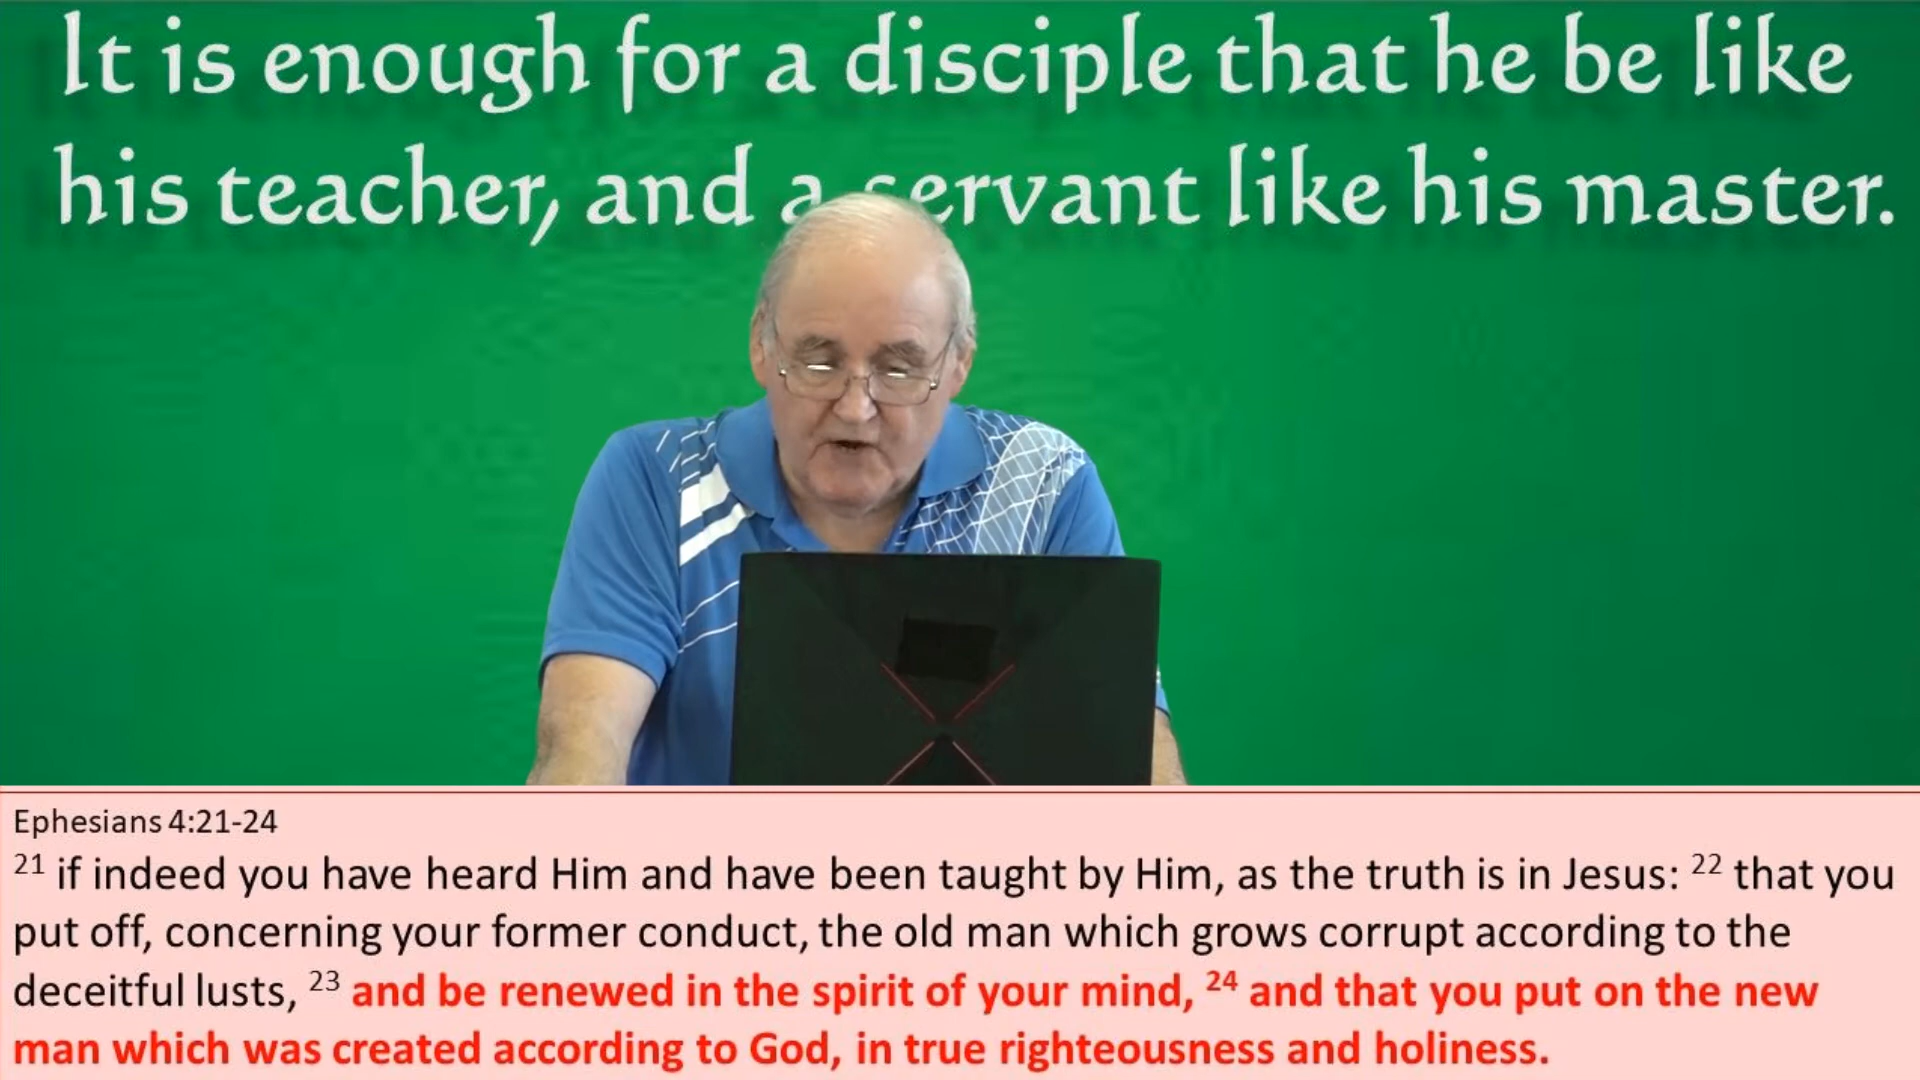 It is enough for a disciple that he be like
his teacher, and a servant like his master.
Ephesians 4:21-24
21 if indeed you have heard Him and have been taught by Him, as the truth is in Jesus: 22 that you
put off, concerning your former conduct, the old man which grows corrupt according to the
deceitful lusts, 23 and be renewed in the spirit of your mind, 24 and that you put on the new
man which was created according to God, in true righteousness and holiness.